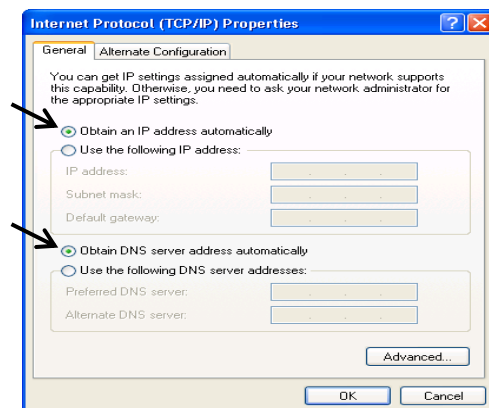 Internet Protocol (TCP/IP) Properties
General Alternate Configuration
You can get IP settings assigned automatically if your network supports
this capability. Otherwise, you need to ask your network administrator for
the appropriate IP settings.
Obtain an IP address automatically
Use the following IP address:
IP address:
Subnet mask:
Default gateway:
Obtain DNS server address automatically
Use the following DNS server addresses:
Preferred DNS server:
Alternate DNS server:
Advanced...
OK Cancel